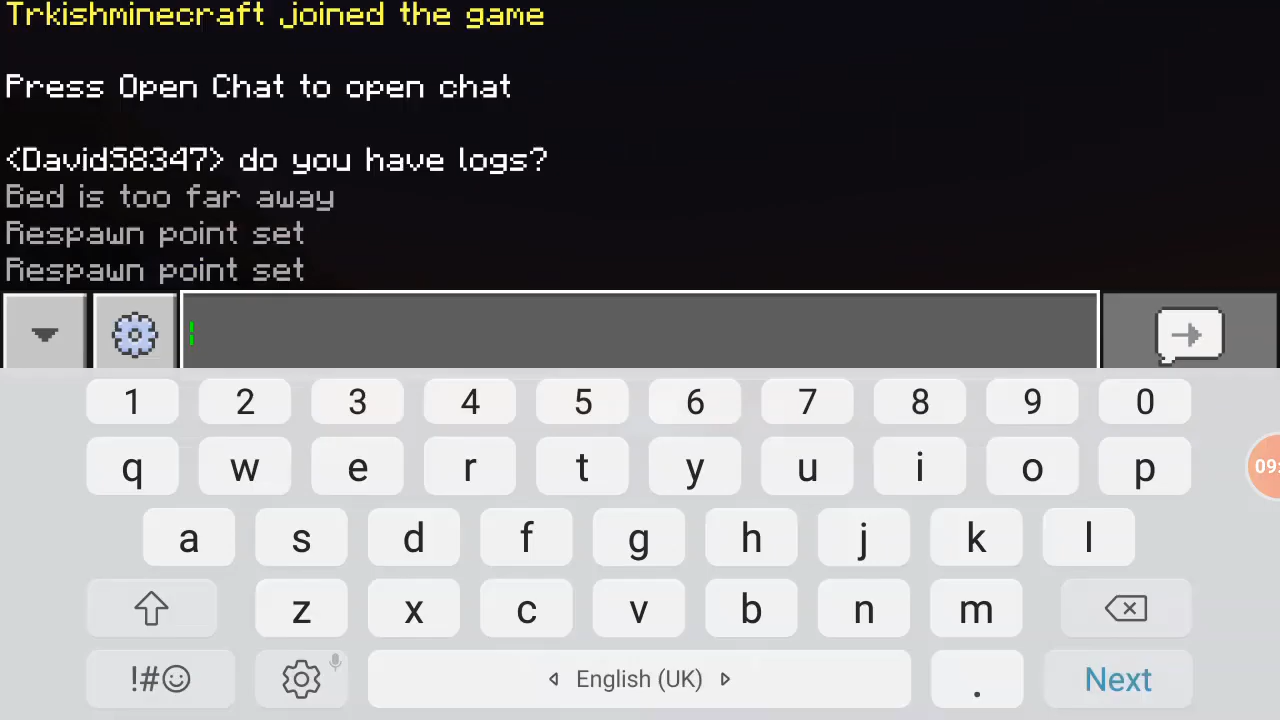 Trkishminecraft joined the game
Press Open Chat to open chat
<David58347> do you have logs?
Bed is too far away
Respawn point set
Respawn point set
1 2 3 4 5 6 7 8 9 0
q w e r t y u i o p
a s d f g h j k l
z x c v b n m
!#☺ English (UK) . Next
09: